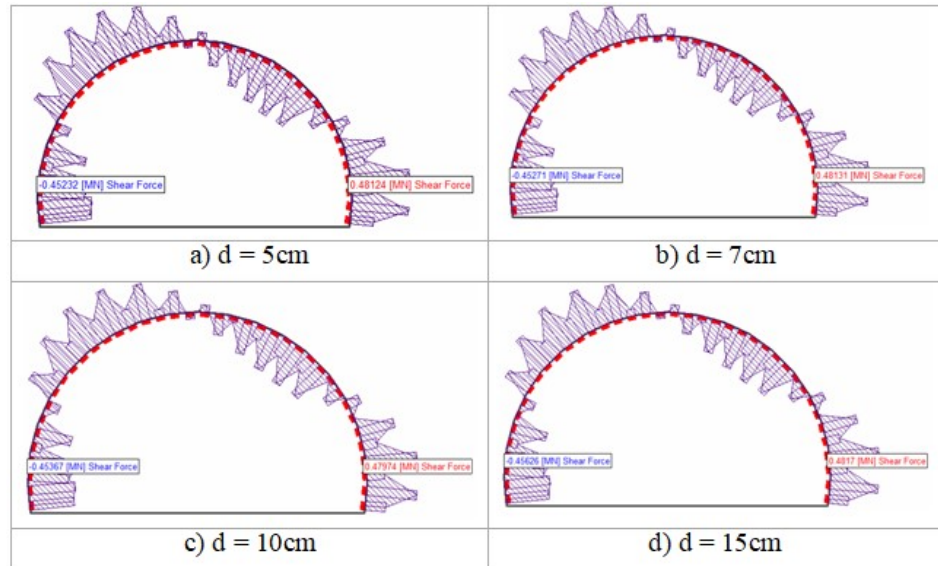 -0.45232 [MN] Shear Force
0.48124 [MN] Shear Force
a) d = 5cm
-0.45271 [MN] Shear Force
0.48131 [MN] Shear Force
b) d = 7cm
-0.45367 [MN] Shear Force
0.47974 [MN] Shear Force
c) d = 10cm
-0.45626 [MN] Shear Force
0.4817 [MN] Shear Force
d) d = 15cm